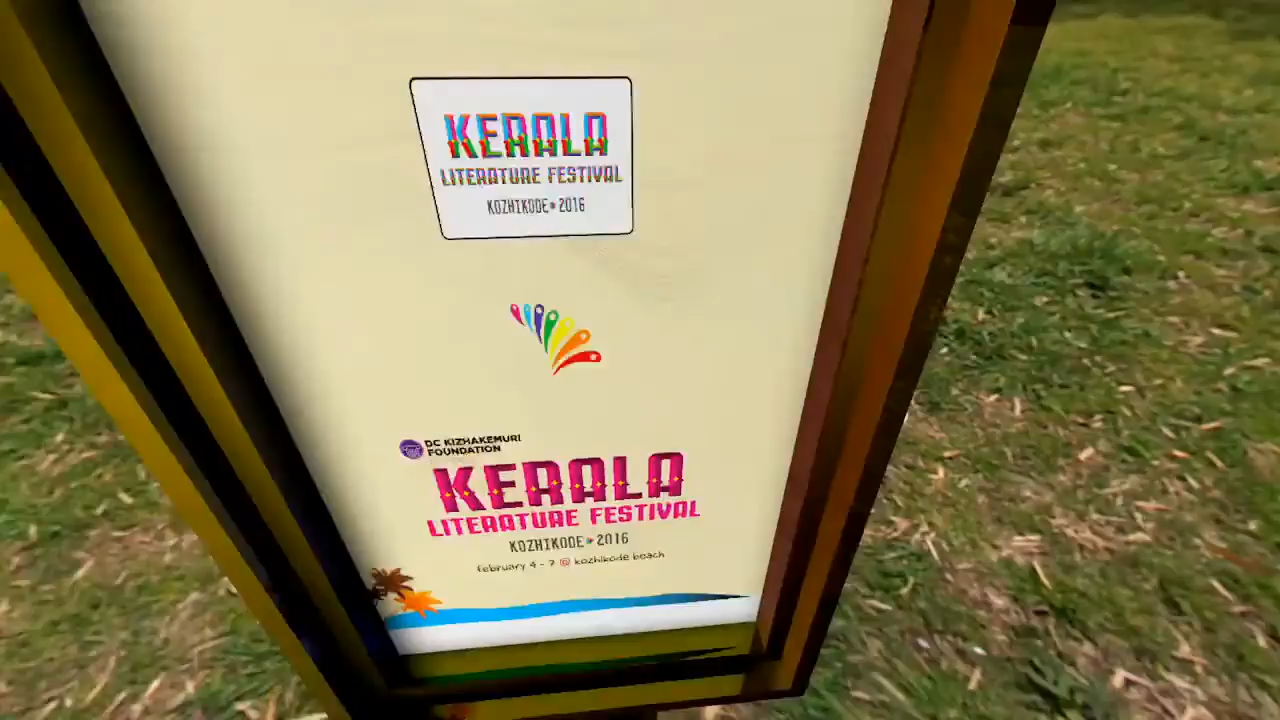 KERALA
LITERATURE FESTIVAL
KOZHIKODE 2016
DC KIZHAKEMURI
FOUNDATION
KERALA
LITERATURE FESTIVAL
KOZHIKODE 2016
february 4 - 7 @ kozhikode beach